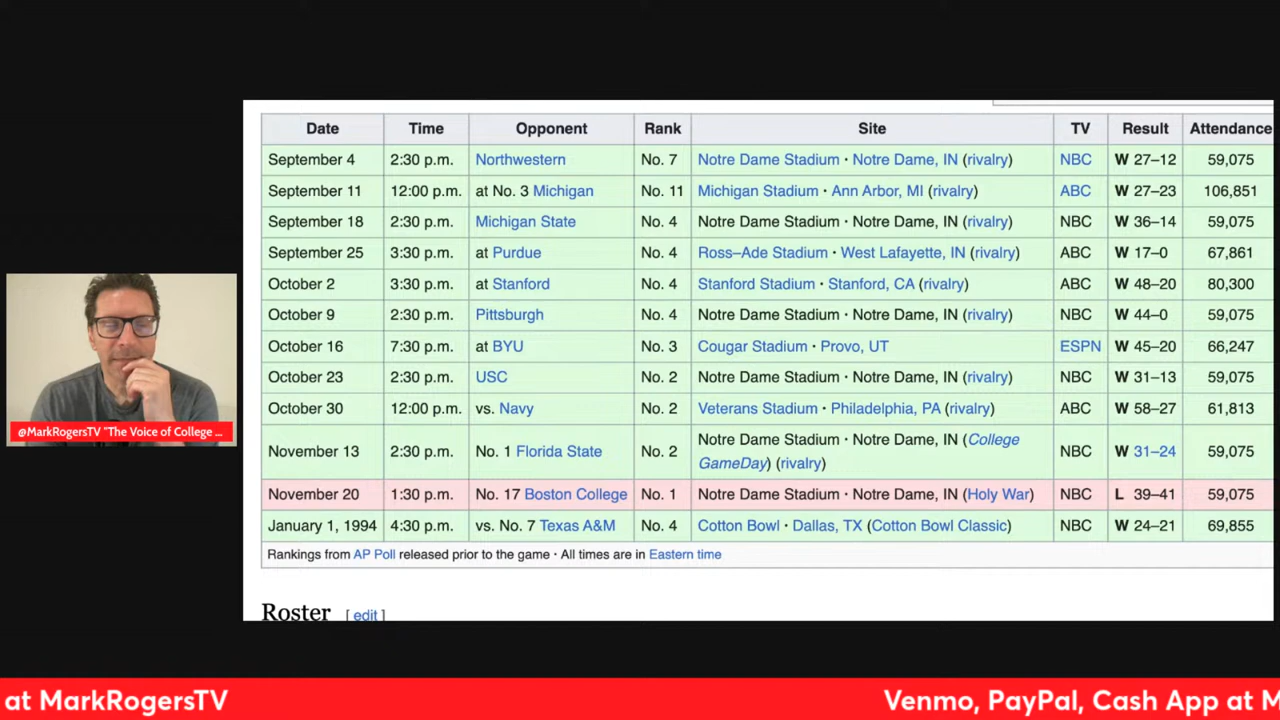 Date Time Opponent Rank Site TV Result Attendance
September 4 2:30 p.m. Northwestern No. 7 Notre Dame Stadium · Notre Dame, IN (rivalry) NBC W 27–12 59,075
September 11 12:00 p.m. at No. 3 Michigan No. 11 Michigan Stadium · Ann Arbor, MI (rivalry) ABC W 27–23 106,851
September 18 2:30 p.m. Michigan State No. 4 Notre Dame Stadium · Notre Dame, IN (rivalry) NBC W 36–14 59,075
September 25 3:30 p.m. at Purdue No. 4 Ross–Ade Stadium · West Lafayette, IN (rivalry) ABC W 17–0 67,861
October 2 3:30 p.m. at Stanford No. 4 Stanford Stadium · Stanford, CA (rivalry) ABC W 48–20 80,300
October 9 2:30 p.m. Pittsburgh No. 4 Notre Dame Stadium · Notre Dame, IN (rivalry) NBC W 44–0 59,075
October 16 7:30 p.m. at BYU No. 3 Cougar Stadium · Provo, UT ESPN W 45–20 66,247
October 23 2:30 p.m. USC No. 2 Notre Dame Stadium · Notre Dame, IN (rivalry) NBC W 31–13 59,075
October 30 12:00 p.m. vs. Navy No. 2 Veterans Stadium · Philadelphia, PA (rivalry) ABC W 58–27 61,813
November 13 2:30 p.m. No. 1 Florida State No. 2 Notre Dame Stadium · Notre Dame, IN (College
GameDay) (rivalry) NBC W 31–24 59,075
November 20 1:30 p.m. No. 17 Boston College No. 1 Notre Dame Stadium · Notre Dame, IN (Holy War) NBC L 39–41 59,075
January 1, 1994 4:30 p.m. vs. No. 7 Texas A&M No. 4 Cotton Bowl · Dallas, TX (Cotton Bowl Classic) NBC W 24–21 69,855
Rankings from AP Poll released prior to the game · All times are in Eastern time
Roster [ edit ]
@MarkRogersTV "The Voice of College ...
at MarkRogersTV Venmo, PayPal, Cash App at M